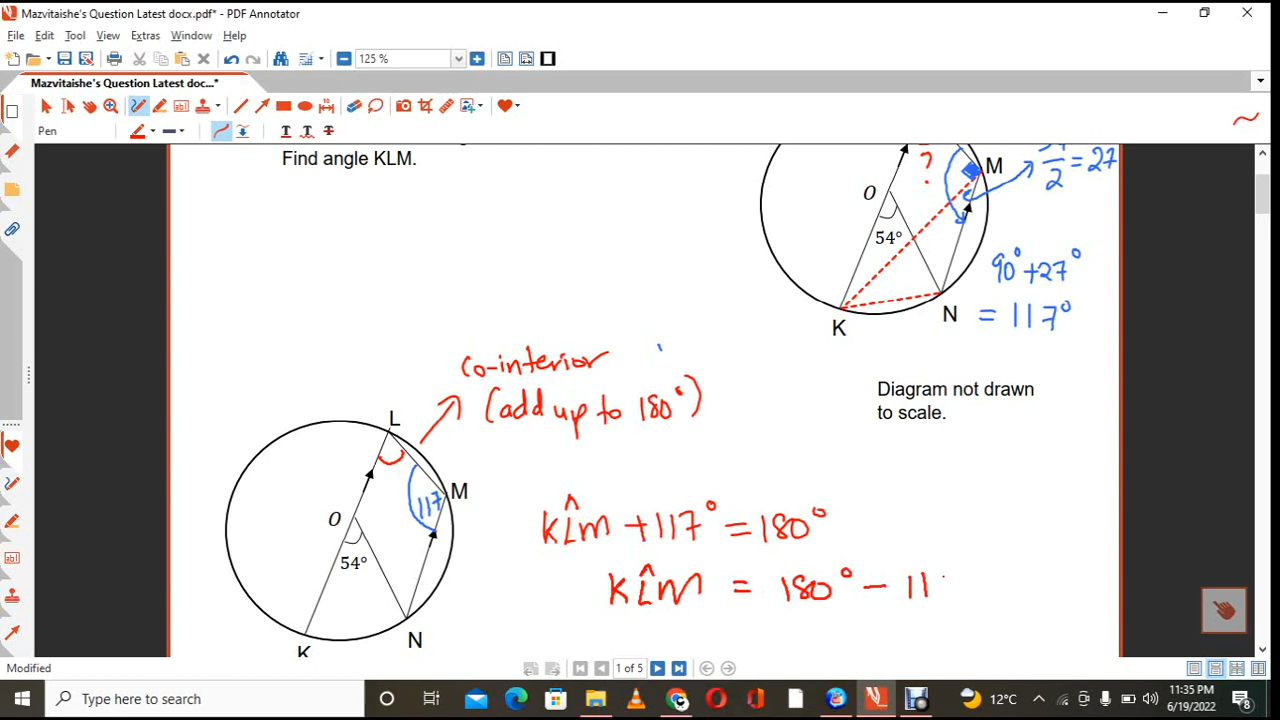 Mazvitaishe's Question Latest docx.pdf* - PDF Annotator
File Edit Tool View Extras Window Help
125 %
Mazvitaishe's Question Latest doc...*
Pen T T T
Find angle KLM.
?
M
2 = 27
O
54°
90° + 27°
= 117°
K
N
co-interior
(add up to 180°)
Diagram not drawn
to scale.
L
117
M
O
54°
KL̂M + 117° = 180°
KL̂M = 180° - 11
N
K
Modified
1 of 5
Type here to search
12°C
11:35 PM
6/19/2022
8